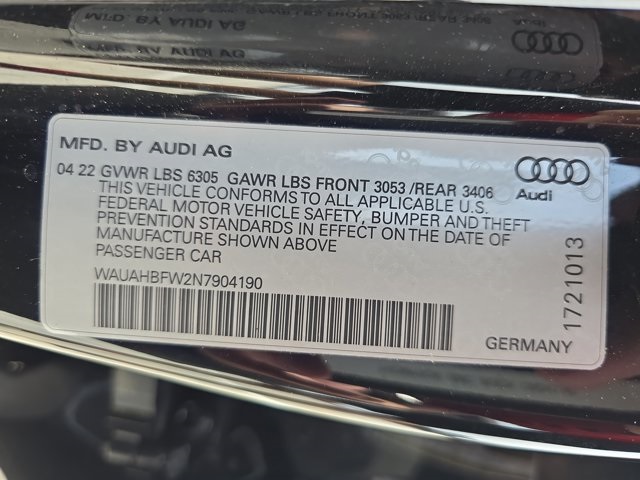 MFD. BY AUDI AG
04 22 GVWR LBS 6305 GAWR LBS FRONT 3053 /REAR 3406
THIS VEHICLE CONFORMS TO ALL APPLICABLE U.S.
FEDERAL MOTOR VEHICLE SAFETY, BUMPER AND THEFT
PREVENTION STANDARDS IN EFFECT ON THE DATE OF
MANUFACTURE SHOWN ABOVE
PASSENGER CAR
WAUAHBFW2N7904190
Audi
1721013
GERMANY